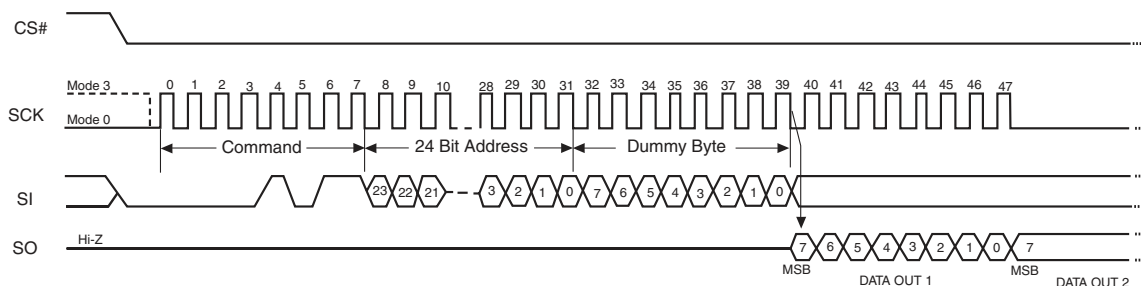 CS#
Mode 3
0 1 2 3 4 5 6 7 8 9 10 28 29 30 31 32 33 34 35 36 37 38 39 40 41 42 43 44 45 46 47
SCK
Mode 0
Command 24 Bit Address Dummy Byte
SI 23 22 21 3 2 1 0 7 6 5 4 3 2 1 0
SO Hi-Z 7 6 5 4 3 2 1 0 7
MSB DATA OUT 1 MSB DATA OUT 2